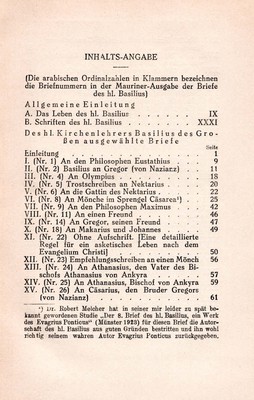 INHALTS-ANGABE
(Die arabischen Ordinalzahlen in Klammern bezeichnen
die Briefnummern in der Mauriner-Ausgabe der Briefe
des hl. Basilius)
Allgemeine Einleitung
A. Das Leben des hl. Basilius . . . IX
B. Schriften des hl. Basilius . . . XXXI
Des hl. Kirchenlehrers Basilius des Gro-
ßen ausgewählte Briefe
Seite
Einleitung . . . 1
I. (Nr. 1) An den Philosophen Eustathius . . . 9
II. (Nr. 2) Basilius an Gregor (von Nazianz) . . . 11
III. (Nr. 4) An Olympius . . . 18
IV. (Nr. 5) Trostschreiben an Nektarius . . . 20
V. (Nr. 6) An die Gattin des Nektarius . . . 22
VI. (Nr. 8) An Mönche im Sprengel Cäsarea¹) . . . 25
VII. (Nr. 9) An den Philosophen Maximus . . . 42
VIII. (Nr. 11) An einen Freund . . . 46
IX. (Nr. 14) An Gregor, seinen Freund . . . 47
X. (Nr. 18) An Makarius und Johannes . . . 49
XI. (Nr. 22) Ohne Aufschrift. [Eine detaillierte
Regel für ein asketisches Leben nach dem
Evangelium Christi] . . . 50
XII. (Nr. 23) Empfehlungsschreiben an einen Mönch 56
XIII. (Nr. 24) An Athanasius, den Vater des Bi-
schofs Athanasius von Ankyra . . . 57
XIV. (Nr. 25) An Athanasius, Bischof von Ankyra 59
XV. (Nr. 26) An Cäsarius, den Bruder Gregors
(von Nazianz) . . . 61
¹) Dr. Robert Melcher hat in seiner mir leider zu spät be-
kannt gewordenen Studie „Der 8. Brief des hl. Basilius, ein Werk
des Evagrius Ponticus" (Münster 1923) für diesen Brief die Autor-
schaft des hl. Basilius aus guten Gründen bestritten und ihn wohl
richtig seinem wahren Autor Evagrius Ponticus zurückgegeben.